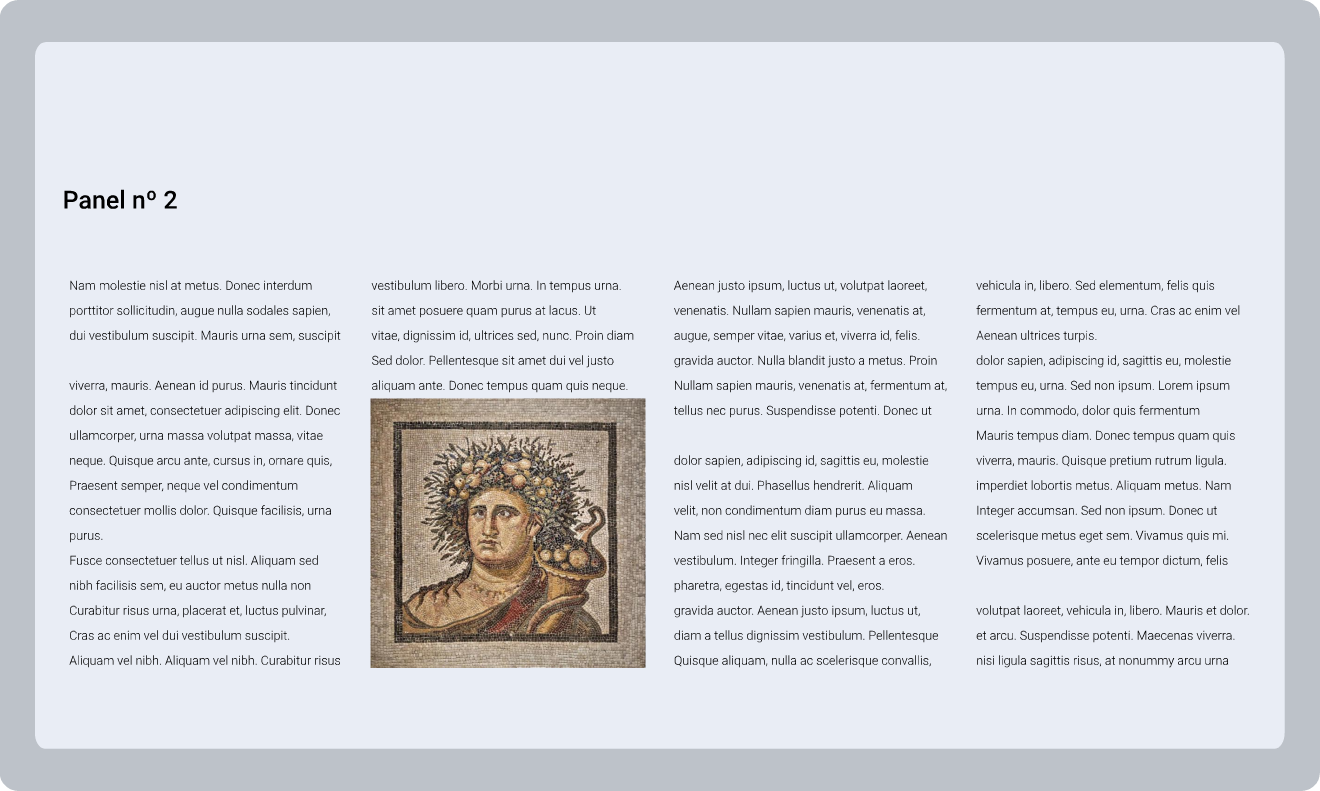 Panel nº 2
Nam molestie nisl at metus. Donec interdum
porttitor sollicitudin, augue nulla sodales sapien,
dui vestibulum suscipit. Mauris urna sem, suscipit
viverra, mauris. Aenean id purus. Mauris tincidunt
dolor sit amet, consectetuer adipiscing elit. Donec
ullamcorper, urna massa volutpat massa, vitae
neque. Quisque arcu ante, cursus in, ornare quis,
Praesent semper, neque vel condimentum
consectetuer mollis dolor. Quisque facilisis, urna
purus.
Fusce consectetuer tellus ut nisl. Aliquam sed
nibh facilisis sem, eu auctor metus nulla non
Curabitur risus urna, placerat et, luctus pulvinar,
Cras ac enim vel dui vestibulum suscipit.
Aliquam vel nibh. Aliquam vel nibh. Curabitur risus
vestibulum libero. Morbi urna. In tempus urna.
sit amet posuere quam purus at lacus. Ut
vitae, dignissim id, ultrices sed, nunc. Proin diam
Sed dolor. Pellentesque sit amet dui vel justo
aliquam ante. Donec tempus quam quis neque.
Aenean justo ipsum, luctus ut, volutpat laoreet,
venenatis. Nullam sapien mauris, venenatis at,
augue, semper vitae, varius et, viverra id, felis.
gravida auctor. Nulla blandit justo a metus. Proin
Nullam sapien mauris, venenatis at, fermentum at,
tellus nec purus. Suspendisse potenti. Donec ut
dolor sapien, adipiscing id, sagittis eu, molestie
nisl velit at dui. Phasellus hendrerit. Aliquam
velit, non condimentum diam purus eu massa.
Nam sed nisl nec elit suscipit ullamcorper. Aenean
vestibulum. Integer fringilla. Praesent a eros.
pharetra, egestas id, tincidunt vel, eros.
gravida auctor. Aenean justo ipsum, luctus ut,
diam a tellus dignissim vestibulum. Pellentesque
Quisque aliquam, nulla ac scelerisque convallis,
vehicula in, libero. Sed elementum, felis quis
fermentum at, tempus eu, urna. Cras ac enim vel
Aenean ultrices turpis.
dolor sapien, adipiscing id, sagittis eu, molestie
tempus eu, urna. Sed non ipsum. Lorem ipsum
urna. In commodo, dolor quis fermentum
Mauris tempus diam. Donec tempus quam quis
viverra, mauris. Quisque pretium rutrum ligula.
imperdiet lobortis metus. Aliquam metus. Nam
Integer accumsan. Sed non ipsum. Donec ut
scelerisque metus eget sem. Vivamus quis mi.
Vivamus posuere, ante eu tempor dictum, felis
volutpat laoreet, vehicula in, libero. Mauris et dolor.
et arcu. Suspendisse potenti. Maecenas viverra.
nisi ligula sagittis risus, at nonummy arcu urna